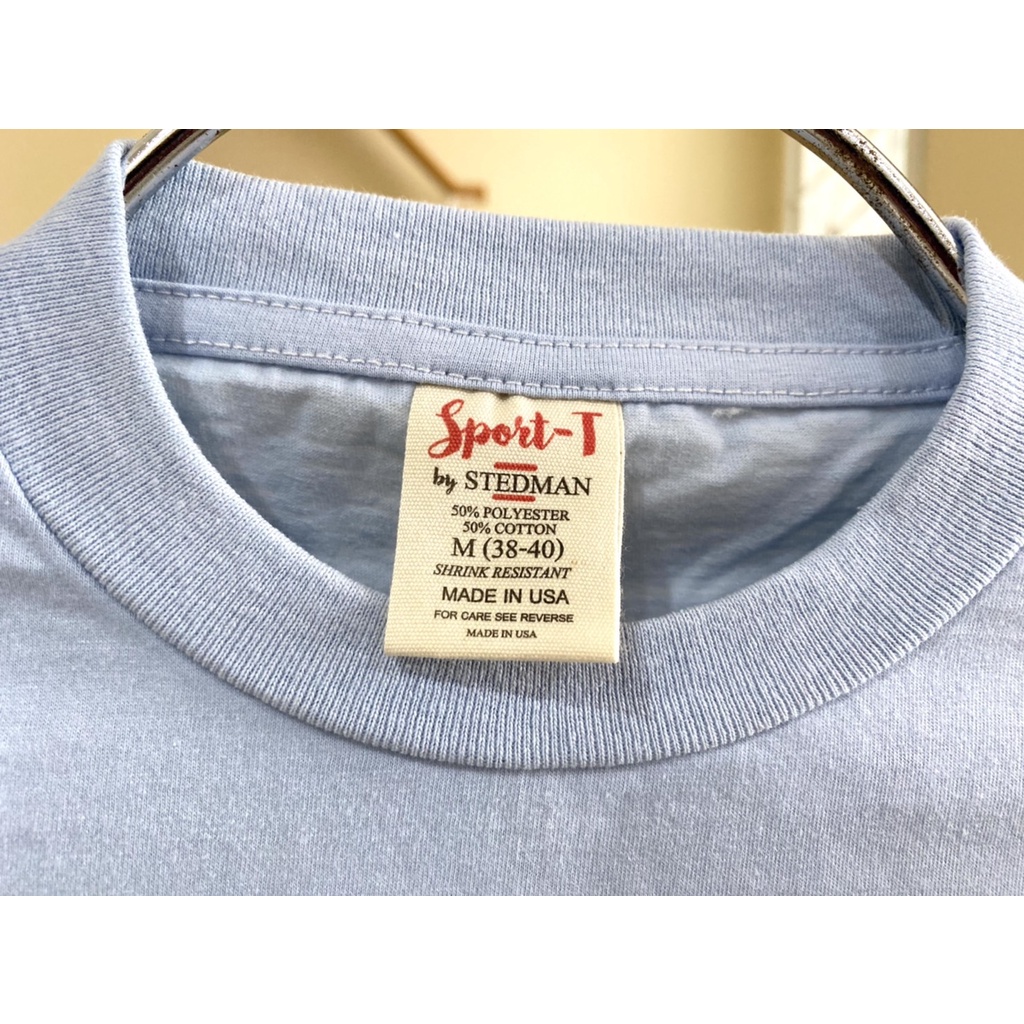 Sport-T
by STEDMAN
50% POLYESTER
50% COTTON
M (38-40)
SHRINK RESISTANT
MADE IN USA
FOR CARE SEE REVERSE
MADE IN USA